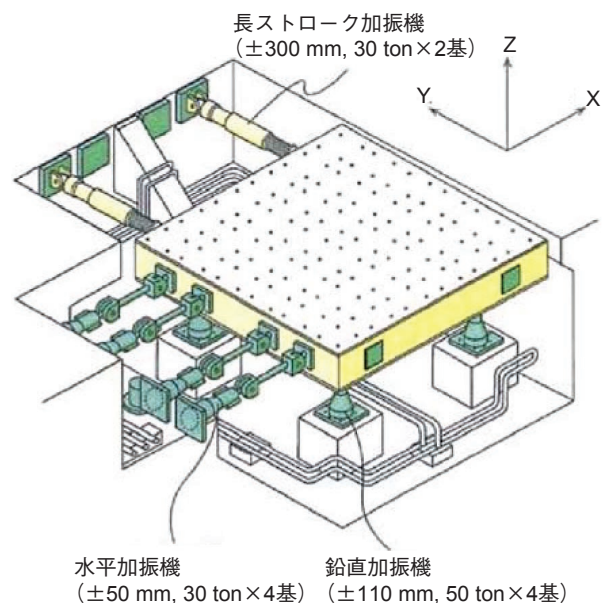 長ストローク加振機
（±300 mm, 30 ton×2基）
Z
Y
X
水平加振機
（±50 mm, 30 ton×4基）
鉛直加振機
（±110 mm, 50 ton×4基）